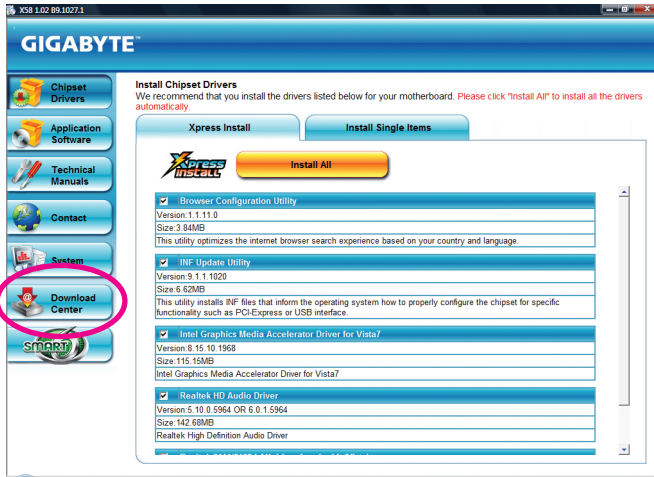 X58 1.02 B9.1027.1
GIGABYTE™
Chipset
Drivers
Application
Software
Technical
Manuals
Contact
System
Download
Center
SMART
Install Chipset Drivers
We recommend that you install the drivers listed below for your motherboard. Please click "Install All" to install all the drivers
automatically.
Xpress Install
Install Single Items
Xpress
Install
Install All
Browser Configuration Utility
Version:1.1.11.0
Size:3.84MB
This utility optimizes the internet browser search experience based on your country and language.
INF Update Utility
Version:9.1.1.1020
Size:6.62MB
This utility installs INF files that inform the operating system how to properly configure the chipset for specific
functionality such as PCI-Express or USB interface.
Intel Graphics Media Accelerator Driver for Vista7
Version:8.15.10.1968
Size:115.15MB
Intel Graphics Media Accelerator Driver for Vista7
Realtek HD Audio Driver
Version:5.10.0.5964 OR 6.0.1.5964
Size:142.68MB
Realtek High Definition Audio Driver